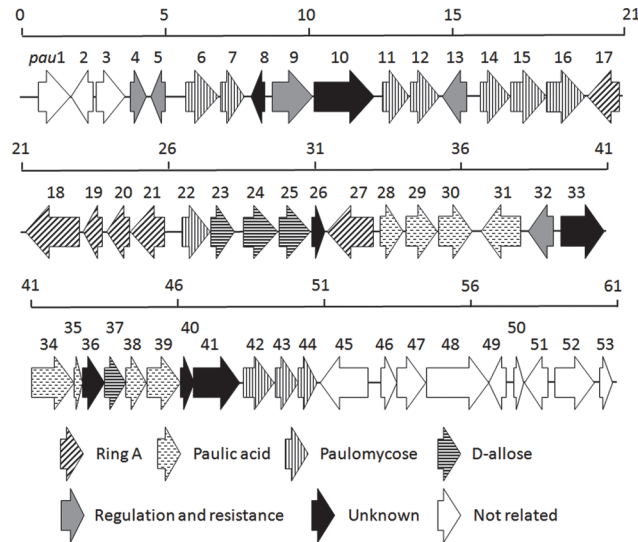 0 5 10 15 21
pau1 2 3 4 5 6 7 8 9 10 11 12 13 14 15 16 17
21 26 31 36 41
18 19 20 21 22 23 24 25 26 27 28 29 30 31 32 33
41 46 51 56 61
34 35 36 37 38 39 40 41 42 43 44 45 46 47 48 49 50 51 52 53
Ring A Paulic acid Paulomycose D-allose
Regulation and resistance Unknown Not related